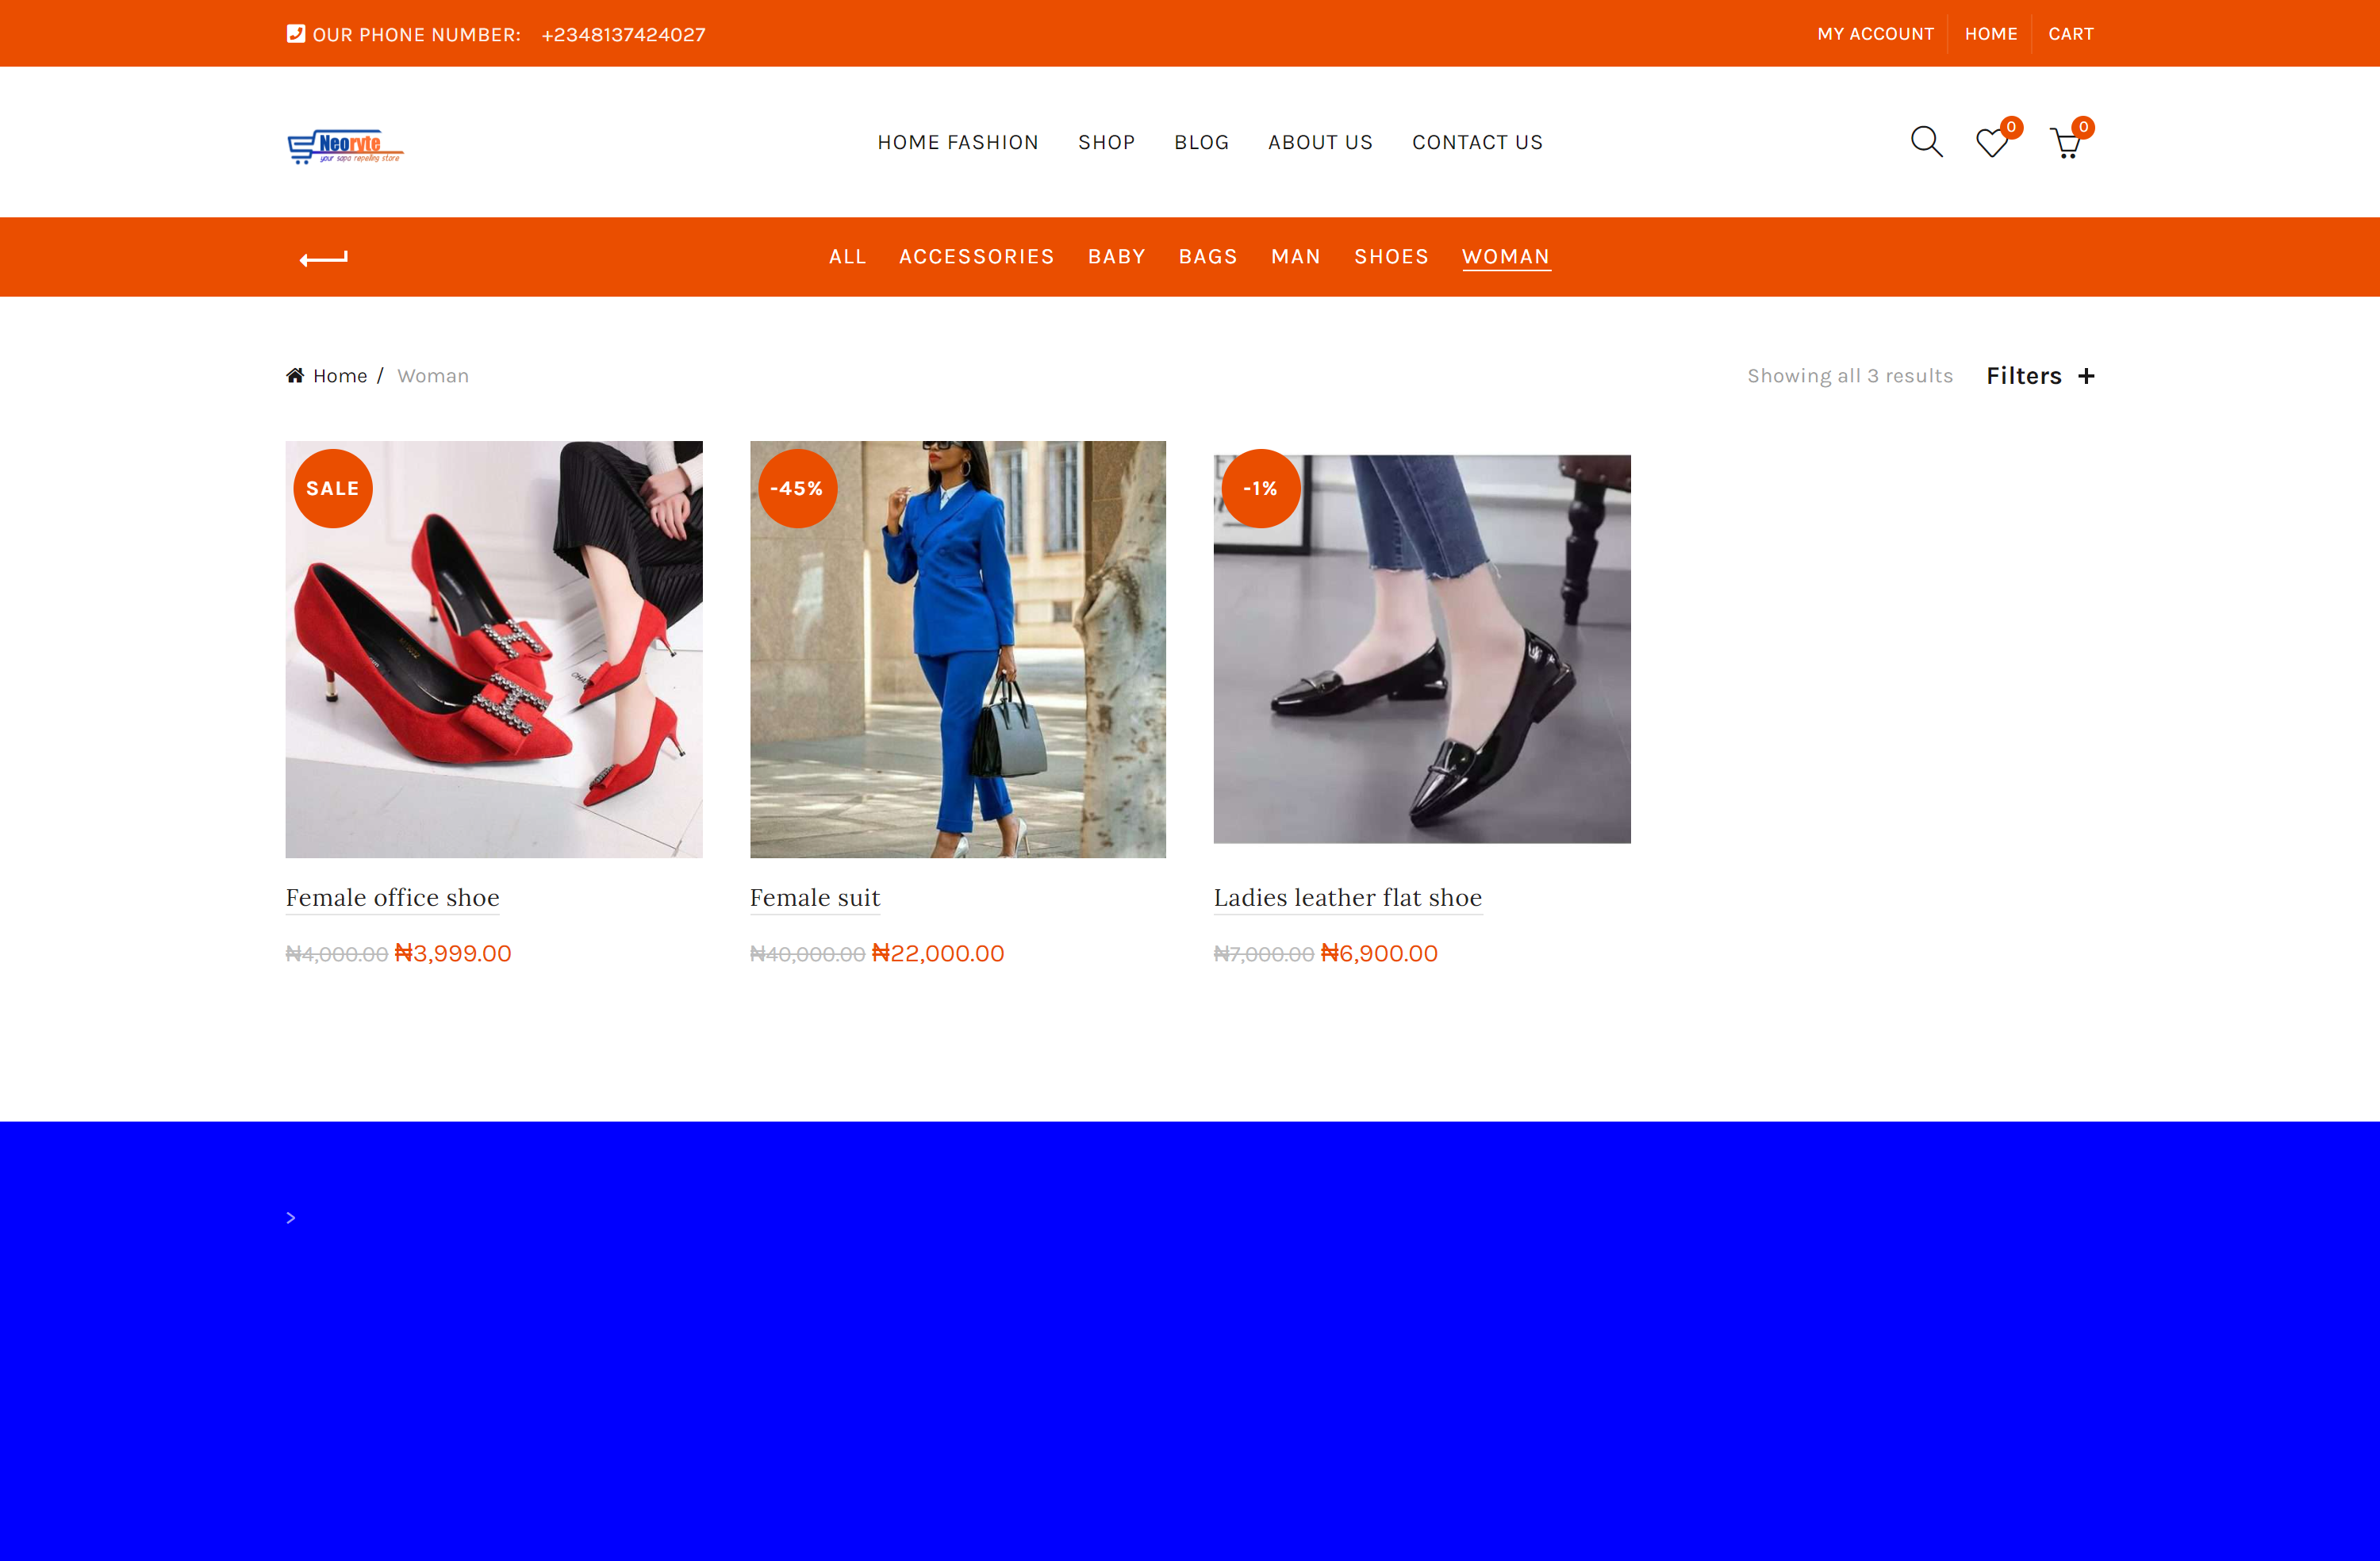 OUR PHONE NUMBER: +2348137424027
MY ACCOUNT HOME CART
Neoryte
your sapa repelling store
HOME FASHION SHOP BLOG ABOUT US CONTACT US
0 0
ALL ACCESSORIES BABY BAGS MAN SHOES WOMAN
Home / Woman
Showing all 3 results Filters +
SALE
-45%
-1%
Female office shoe
₦4,000.00 ₦3,999.00
Female suit
₦40,000.00 ₦22,000.00
Ladies leather flat shoe
₦7,000.00 ₦6,900.00
>